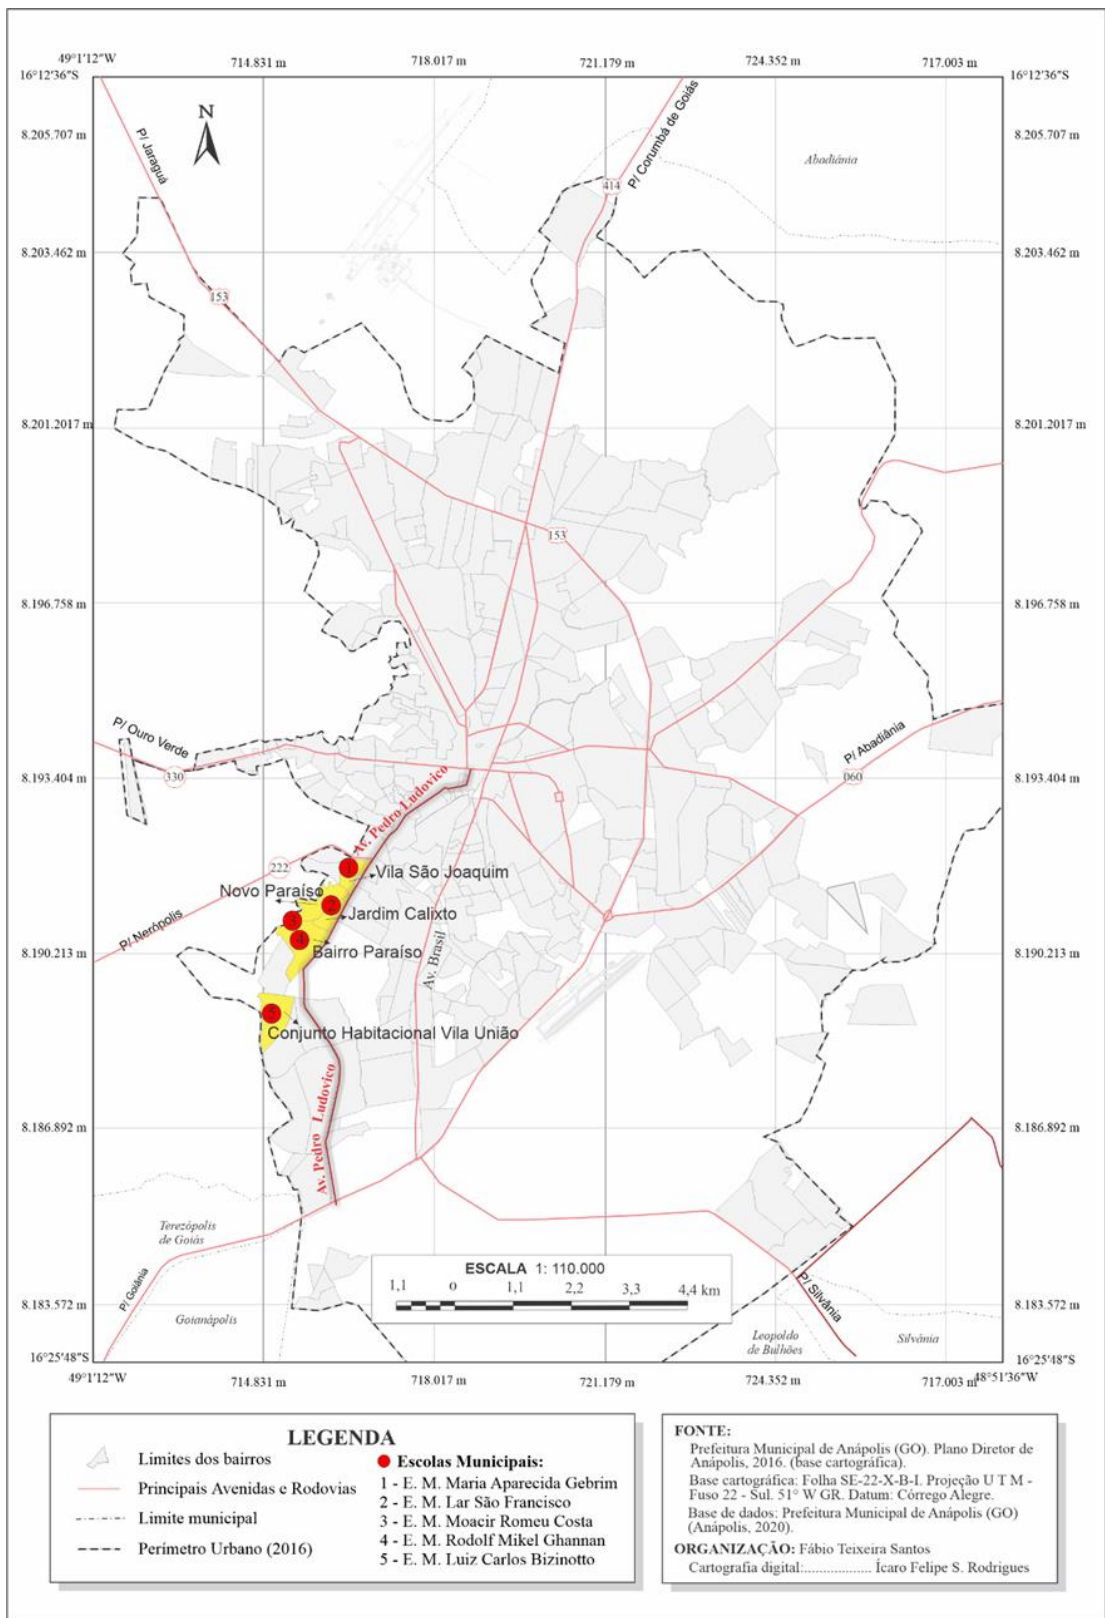 49°1'12"W
714.831 m
718.017 m
721.179 m
724.352 m
717.003 m
16°12'36"S
16°12'36"S
8.205.707 m
8.205.707 m
N
P/ Jaraguá
P/ Corumbá de Goiás
Abadiânia
414
8.203.462 m
8.203.462 m
153
8.201.2017 m
8.201.2017 m
153
8.196.758 m
8.196.758 m
P/ Ouro Verde
P/ Abadiânia
330
060
8.193.404 m
8.193.404 m
Av. Pedro Ludovico
222
1
Vila São Joaquim
Novo Paraíso
2
Jardim Calixto
3
P/ Nerópolis
4
Bairro Paraíso
Av. Brasil
8.190.213 m
8.190.213 m
5
Conjunto Habitacional Vila União
Av. Pedro Ludovico
8.186.892 m
8.186.892 m
Terezópolis
de Goiás
P/ Goiânia
ESCALA 1: 110.000
1,1 0 1,1 2,2 3,3 4,4 km
P/ Silvânia
8.183.572 m
8.183.572 m
Goianápolis
Leopoldo
de Bulhões
Silvânia
16°25'48"S
16°25'48"S
49°1'12"W
714.831 m
718.017 m
721.179 m
724.352 m
717.003 m
48°51'36"W
LEGENDA
Limites dos bairros
Principais Avenidas e Rodovias
Limite municipal
Perímetro Urbano (2016)
Escolas Municipais:
1 - E. M. Maria Aparecida Gebrim
2 - E. M. Lar São Francisco
3 - E. M. Moacir Romeu Costa
4 - E. M. Rodolf Mikel Ghannan
5 - E. M. Luiz Carlos Bizinotto
FONTE:
Prefeitura Municipal de Anápolis (GO). Plano Diretor de
Anápolis, 2016. (base cartográfica).
Base cartográfica: Folha SE-22-X-B-I. Projeção U T M -
Fuso 22 - Sul. 51° W GR. Datum: Córrego Alegre.
Base de dados: Prefeitura Municipal de Anápolis (GO)
(Anápolis, 2020).
ORGANIZAÇÃO: Fábio Teixeira Santos
Cartografia digital:................... Ícaro Felipe S. Rodrigues